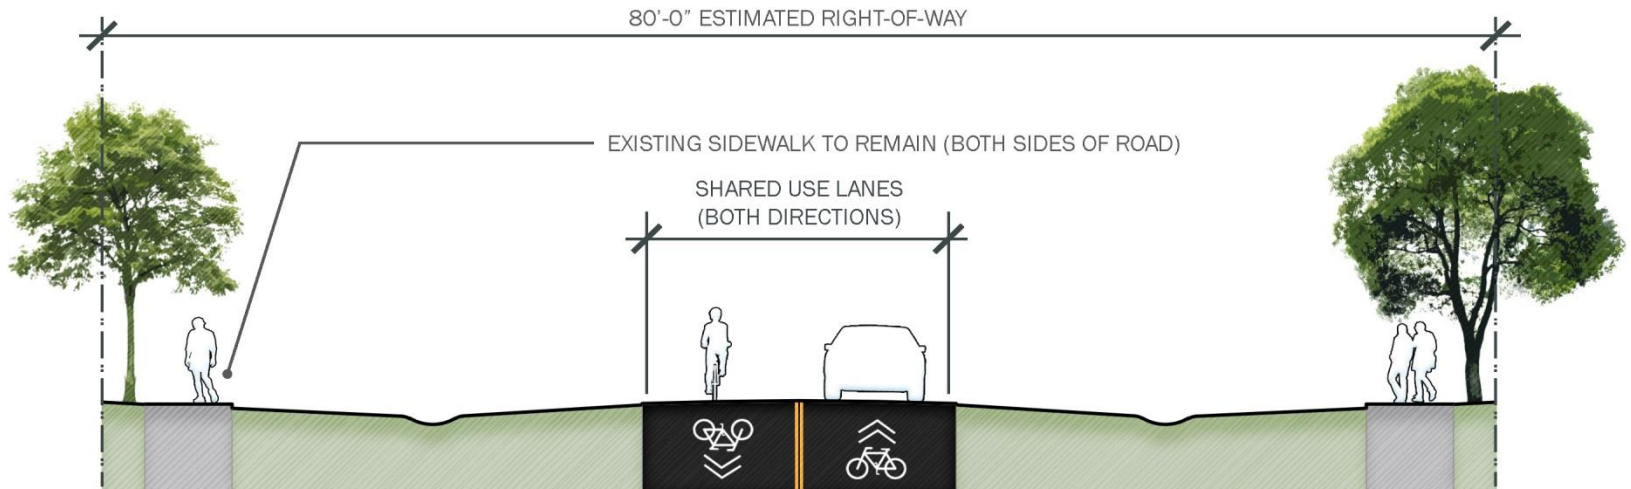 80'-0" ESTIMATED RIGHT-OF-WAY
EXISTING SIDEWALK TO REMAIN (BOTH SIDES OF ROAD)
SHARED USE LANES
(BOTH DIRECTIONS)